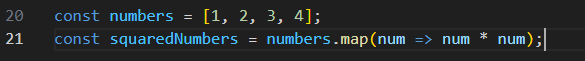 20 const numbers = [1, 2, 3, 4];
21 const squaredNumbers = numbers.map(num => num * num);